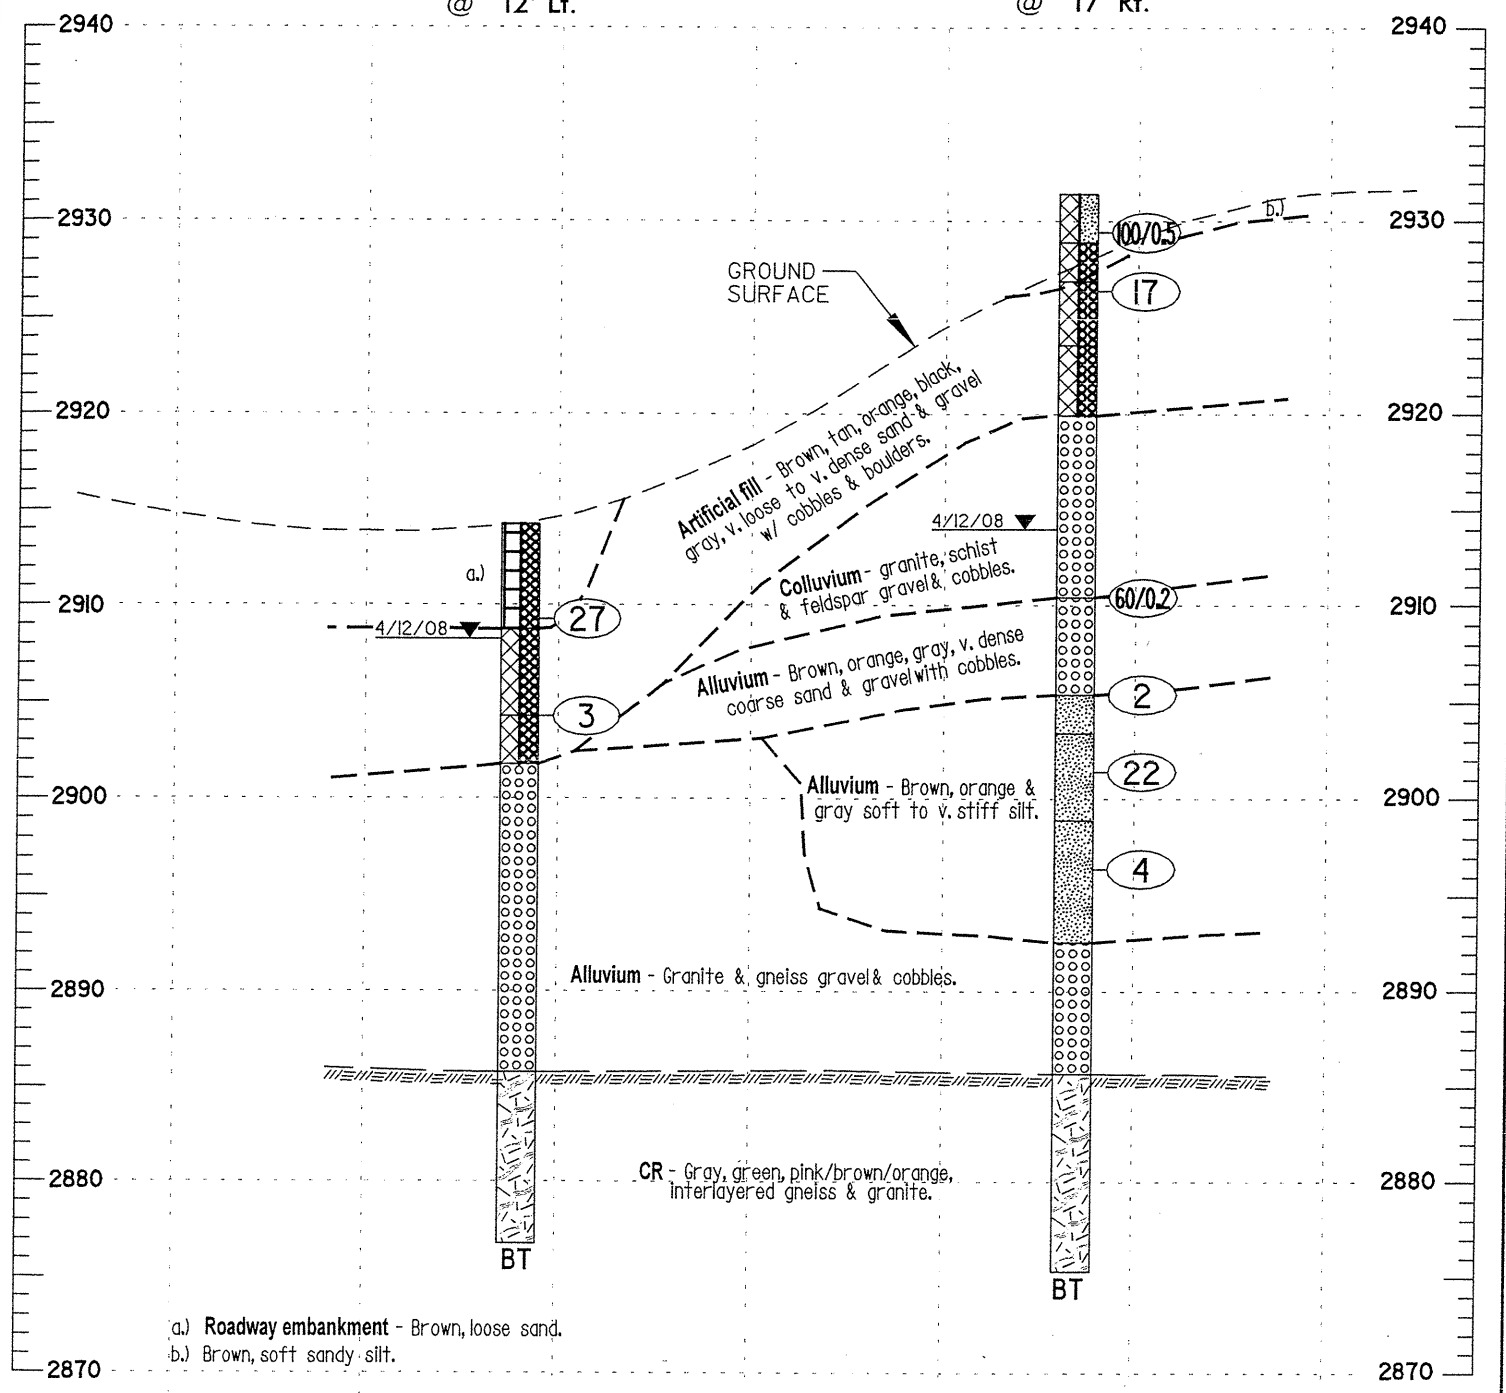 @ 12' Lt.
@ 17' Rt.
2940
2940
2930
2930
b.)
100/0.5
GROUND
SURFACE
17
2920
2920
Artificial fill - Brown, tan, orange, black,
gray, v. loose to v. dense sand & gravel
w/ cobbles & boulders.
4/12/08
a.)
Colluvium - granite, schist
& feldspar gravel & cobbles.
2910
2910
27
60/0.2
4/12/08
Alluvium - Brown, orange, gray, v. dense
coarse sand & gravel with cobbles.
3
2
22
Alluvium - Brown, orange &
gray soft to v. stiff silt.
2900
2900
4
Alluvium - Granite & gneiss gravel & cobbles.
2890
2890
CR - Gray, green, pink/brown/orange,
interlayered gneiss & granite.
2880
2880
BT
BT
a.) Roadway embankment - Brown, loose sand.
b.) Brown, soft sandy silt.
2870
2870